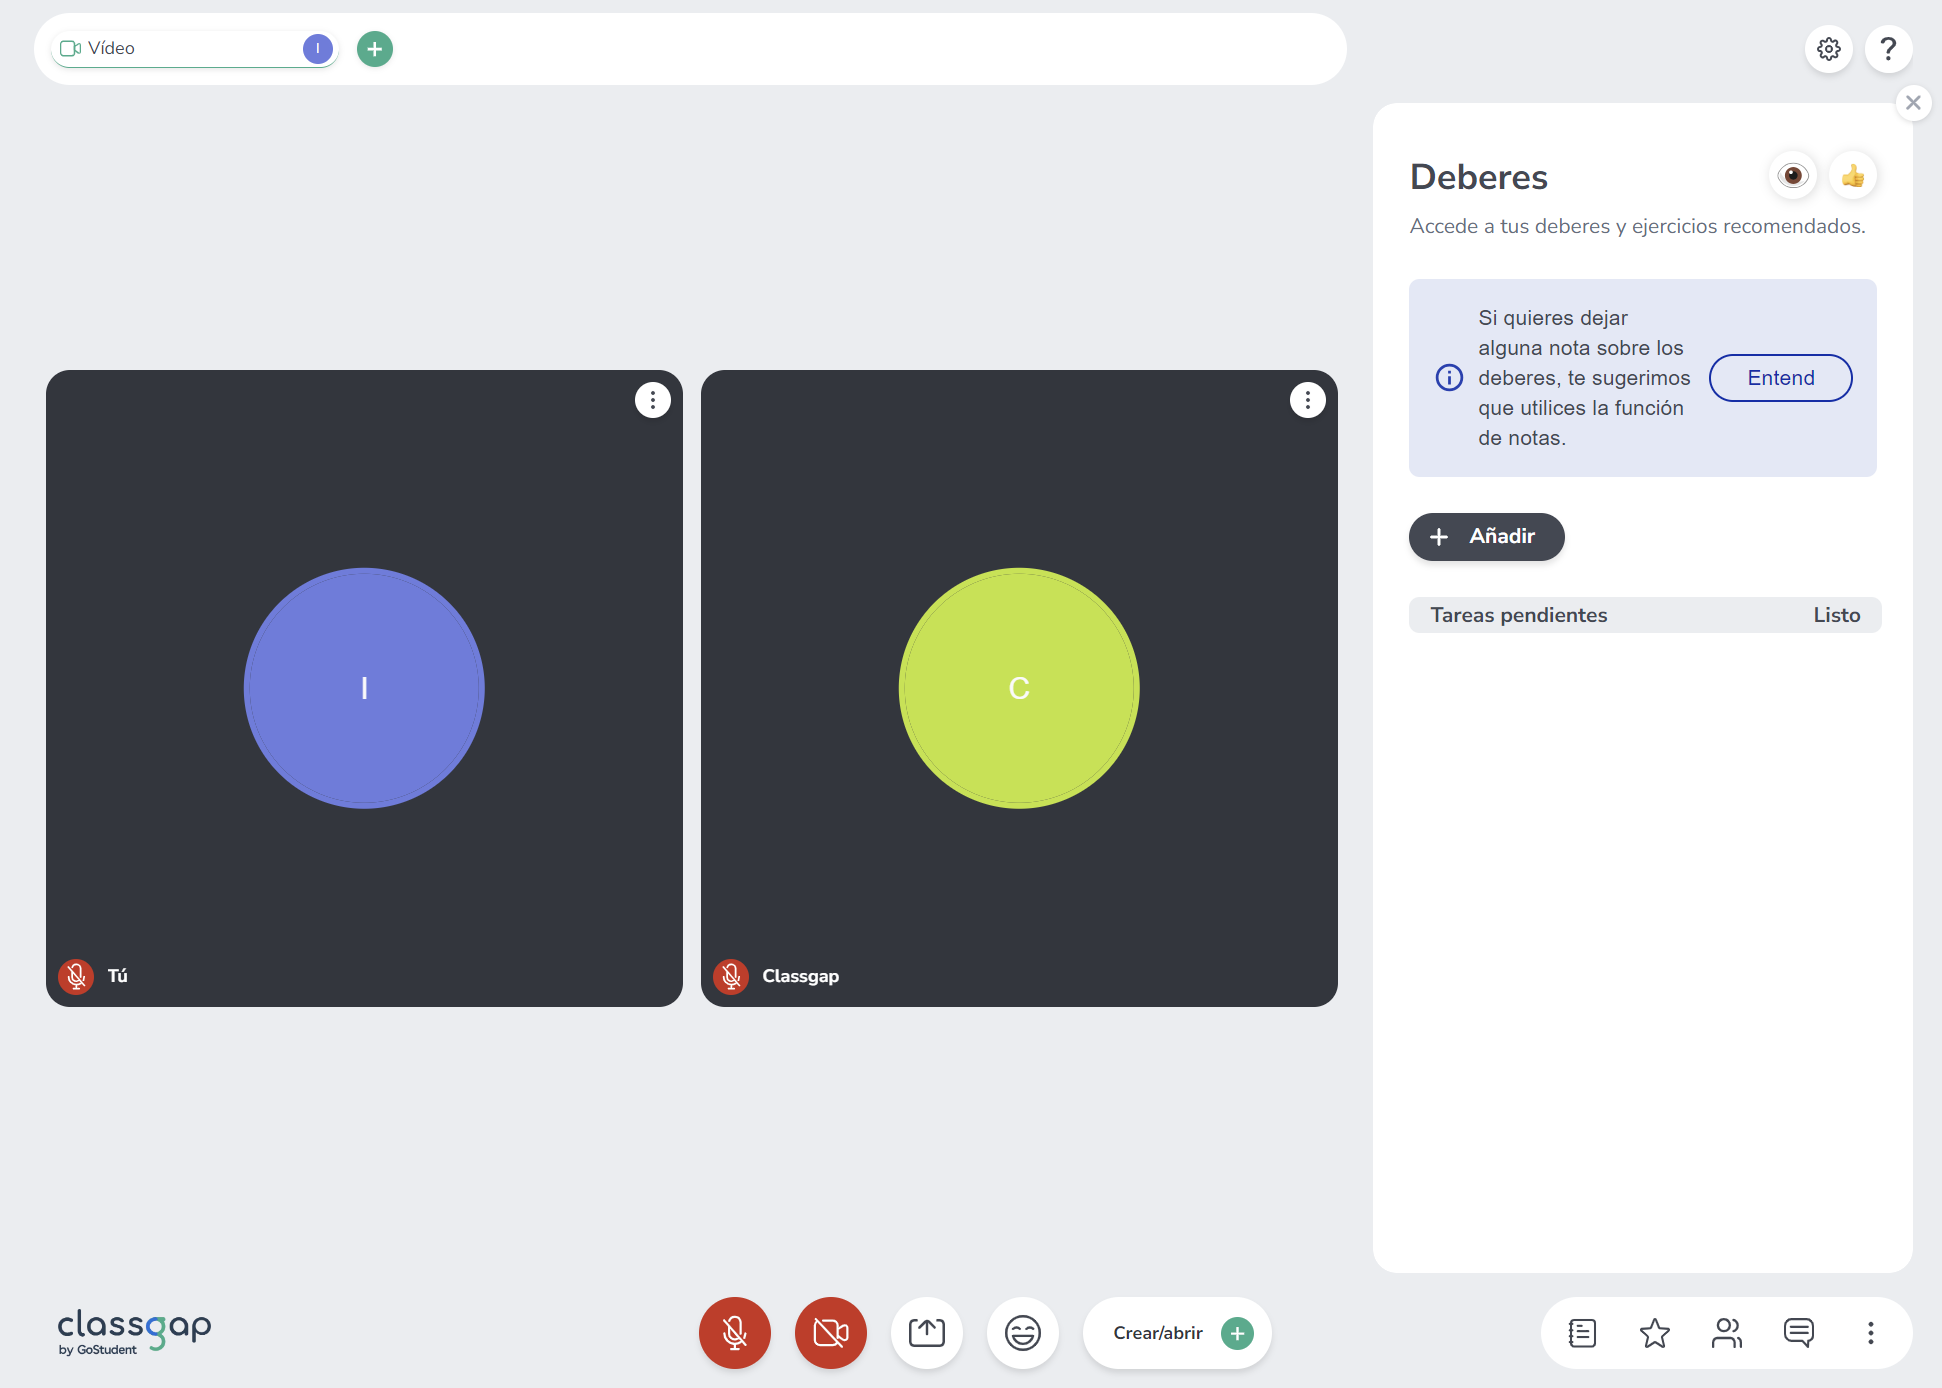 Vídeo
I
Deberes
Accede a tus deberes y ejercicios recomendados.
Si quieres dejar
alguna nota sobre los
deberes, te sugerimos
que utilices la función
de notas.
Entend
Añadir
Tareas pendientes
Listo
I
C
Tú
Classgap
classgap
by GoStudent
Crear/abrir